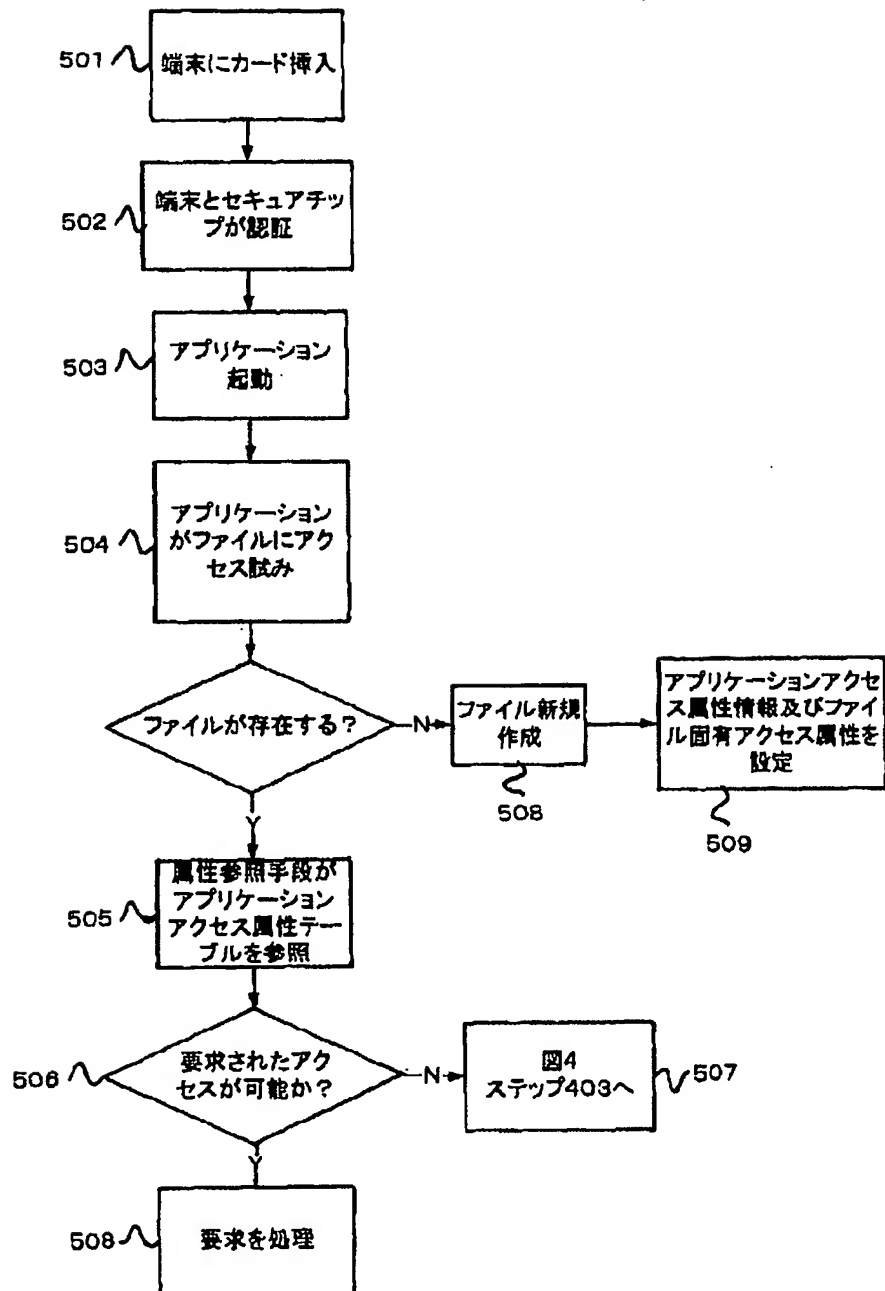 501
端末にカード挿入
502
端末とセキュアチッ
プが認証
503
アプリケーション
起動
504
アプリケーション
がファイルにアク
セス試み
ファイルが存在する?
N
ファイル新規
作成
508
アプリケーションアクセ
ス属性情報及びファイ
ル固有アクセス属性を
設定
509
Y
505
属性参照手段が
アプリケーション
アクセス属性テー
ブルを参照
506
要求されたアク
セスが可能か?
N
図4
ステップ403へ
507
Y
508
要求を処理